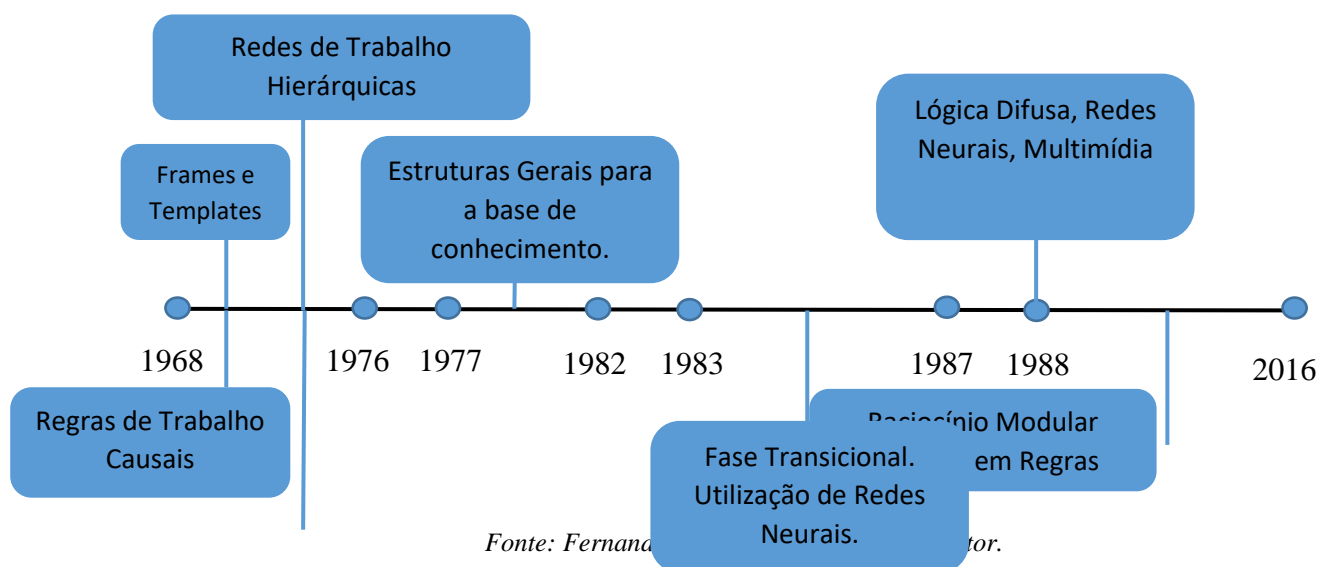 Redes de Trabalho
Hierárquicas
Frames e
Templates
Estruturas Gerais para
a base de
conhecimento.
Lógica Difusa, Redes
Neurais, Multimídia
1968
1976
1977
1982
1983
1987
1988
2016
Regras de Trabalho
Causais
Modular
em Regras
Fase Transicional.
Utilização de Redes
Neurais.
Fonte: